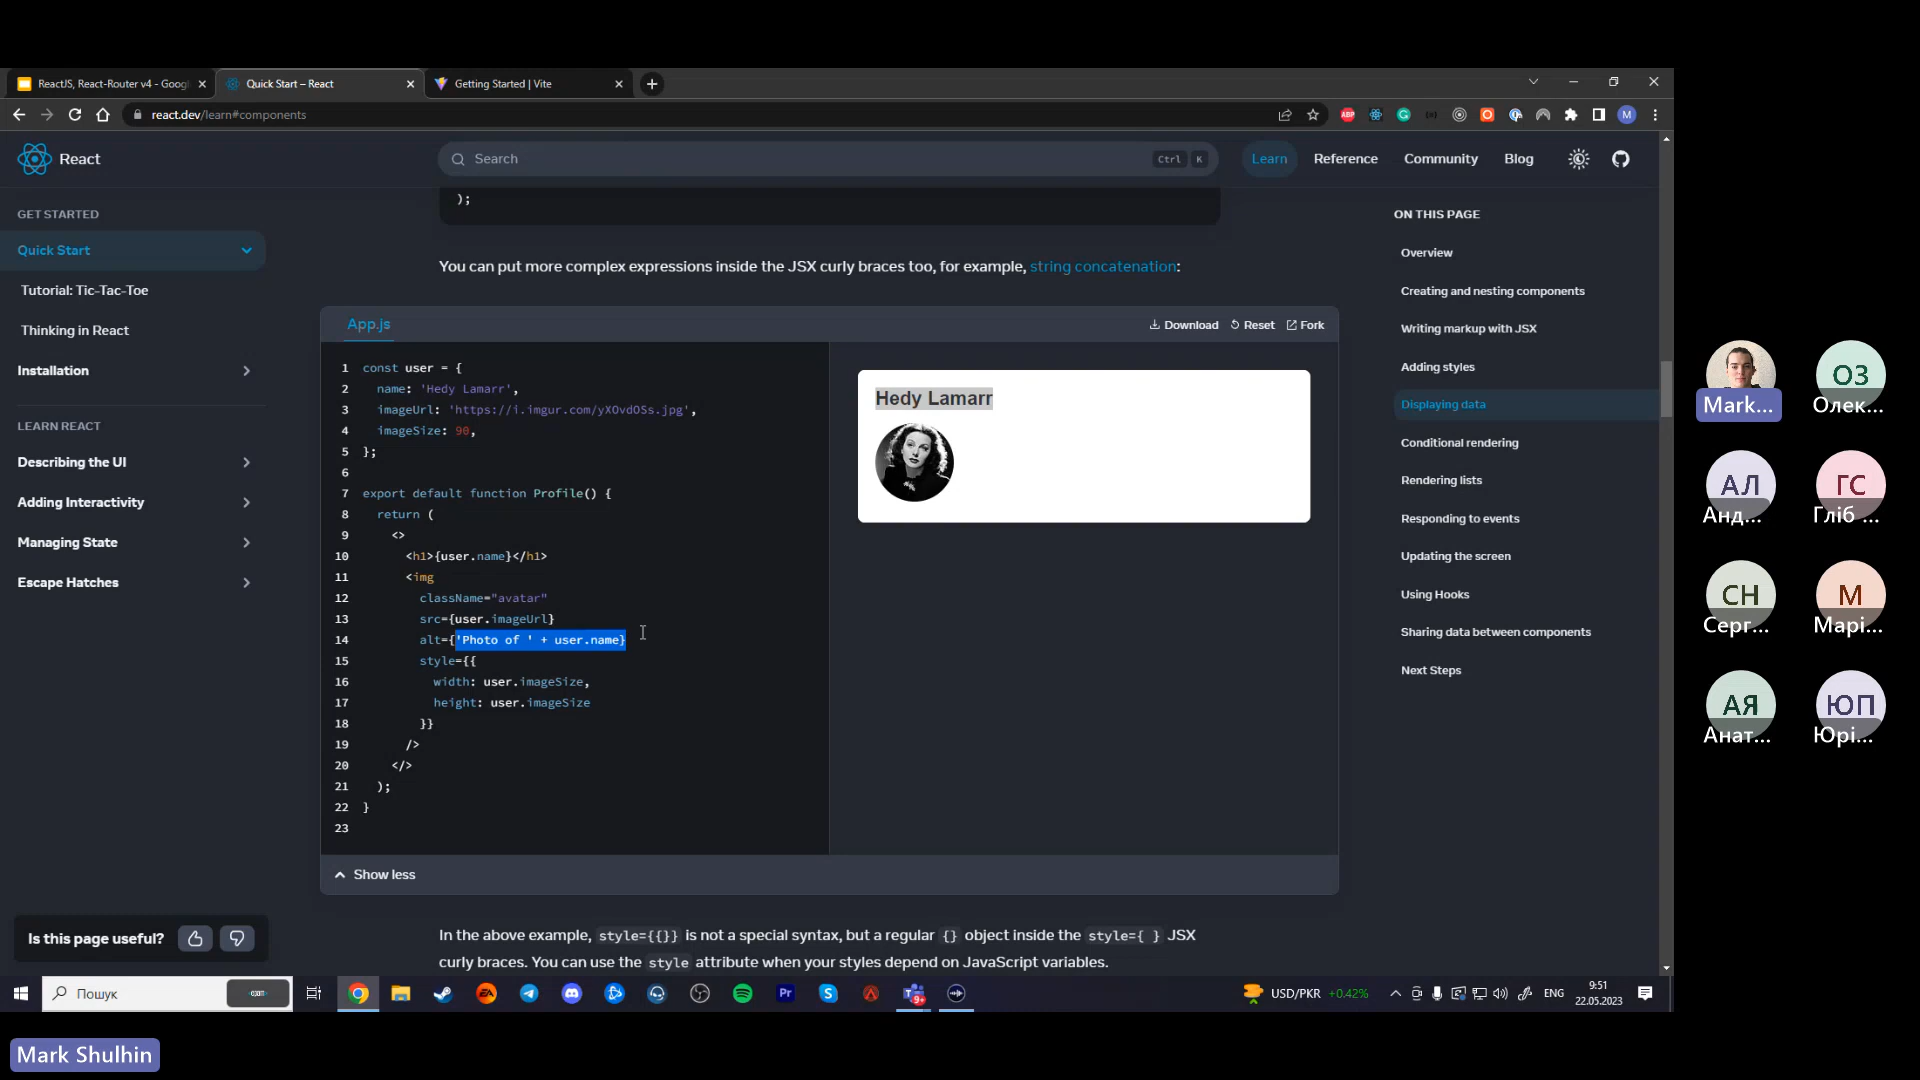 ReactJS, React-Router v4 - Googl
Quick Start – React
Getting Started | Vite
react.dev/learn#components
ABP
M
React
Search
Ctrl K
Learn
Reference
Community
Blog
GET STARTED
Quick Start
Tutorial: Tic-Tac-Toe
Thinking in React
Installation
LEARN REACT
Describing the UI
Adding Interactivity
Managing State
Escape Hatches
Is this page useful?
);
You can put more complex expressions inside the JSX curly braces too, for example, string concatenation:
App.js
Download
Reset
Fork
1 const user = {
2 name: 'Hedy Lamarr',
3 imageUrl: 'https://i.imgur.com/yXOvdOSs.jpg',
4 imageSize: 90,
5 };
6
7 export default function Profile() {
8 return (
9 <>
10 <h1>{user.name}</h1>
11 <img
12 className="avatar"
13 src={user.imageUrl}
14 alt={'Photo of ' + user.name}
15 style={{
16 width: user.imageSize,
17 height: user.imageSize
18 }}
19 />
20 </>
21 );
22 }
23
Hedy Lamarr
Show less
In the above example, style={{}} is not a special syntax, but a regular {} object inside the style={ } JSX
curly braces. You can use the style attribute when your styles depend on JavaScript variables.
ON THIS PAGE
Overview
Creating and nesting components
Writing markup with JSX
Adding styles
Displaying data
Conditional rendering
Rendering lists
Responding to events
Updating the screen
Using Hooks
Sharing data between components
Next Steps
Mark...
ОЗ
Олек...
АЛ
Анд...
ГС
Гліб ...
СН
Серг...
М
Марі...
АЯ
Анат...
ЮП
Юрі...
Пошук
EA
Pr
9+
USD/PKR +0.42%
ENG
9:51
22.05.2023
Mark Shulhin